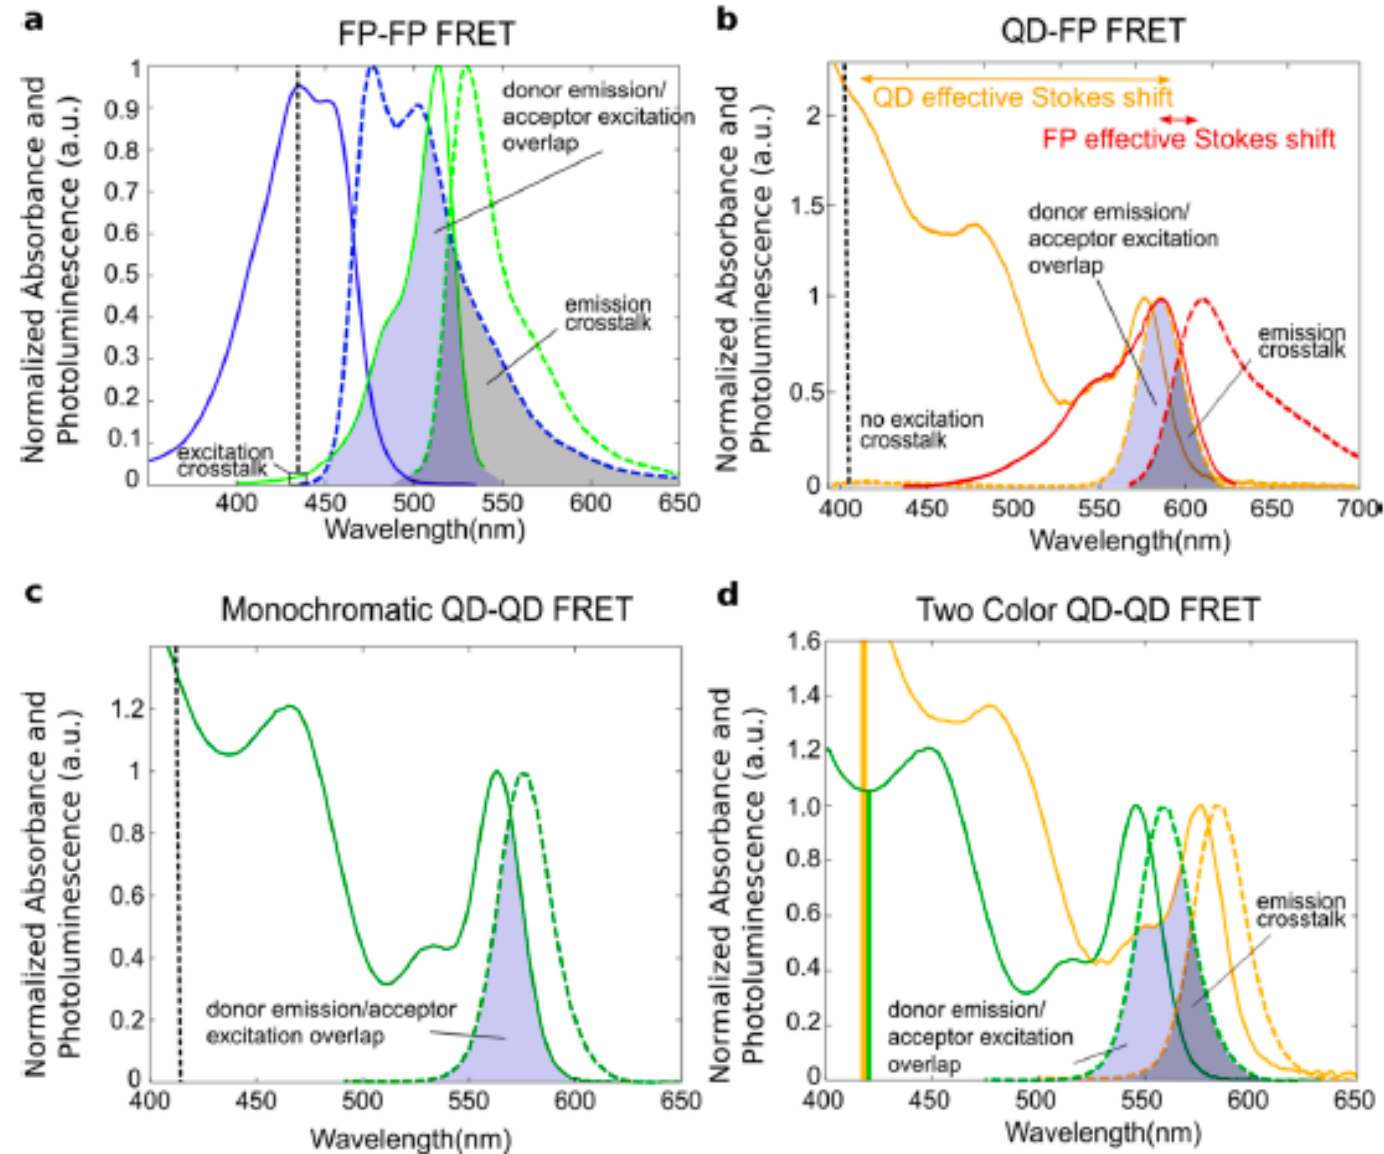 a
FP-FP FRET
Normalized Absorbance and
Photoluminescence (a.u.)
1
0.9
0.8
0.7
0.6
0.5
0.4
0.3
0.2
0.1
0
donor emission/
acceptor excitation
overlap
emission
crosstalk
excitation
crosstalk
400
450
500
550
600
650
Wavelength(nm)
b
QD-FP FRET
Normalized Absorbance and
Photoluminescence (a.u.)
2
1.5
1
0.5
0
QD effective Stokes shift
FP effective Stokes shift
donor emission/
acceptor excitation
overlap
emission
crosstalk
no excitation
crosstalk
400
450
500
550
600
650
700
Wavelength(nm)
c
Monochromatic QD-QD FRET
Normalized Absorbance and
Photoluminescence (a.u.)
1.2
1
0.8
0.6
0.4
0.2
0
donor emission/acceptor
excitation overlap
400
450
500
550
600
650
Wavelength(nm)
d
Two Color QD-QD FRET
Normalized Absorbance and
Photoluminescence (a.u.)
1.6
1.4
1.2
1.0
0.8
0.6
0.4
0.2
0
emission
crosstalk
donor emission/
acceptor excitation
overlap
400
450
500
550
600
650
Wavelength(nm)